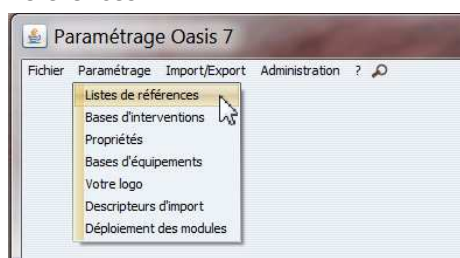 Paramétrage Oasis 7
Fichier Paramétrage Import/Export Administration ?
Listes de références
Bases d'interventions
Propriétés
Bases d'équipements
Votre logo
Descripteurs d'import
Déploiement des modules